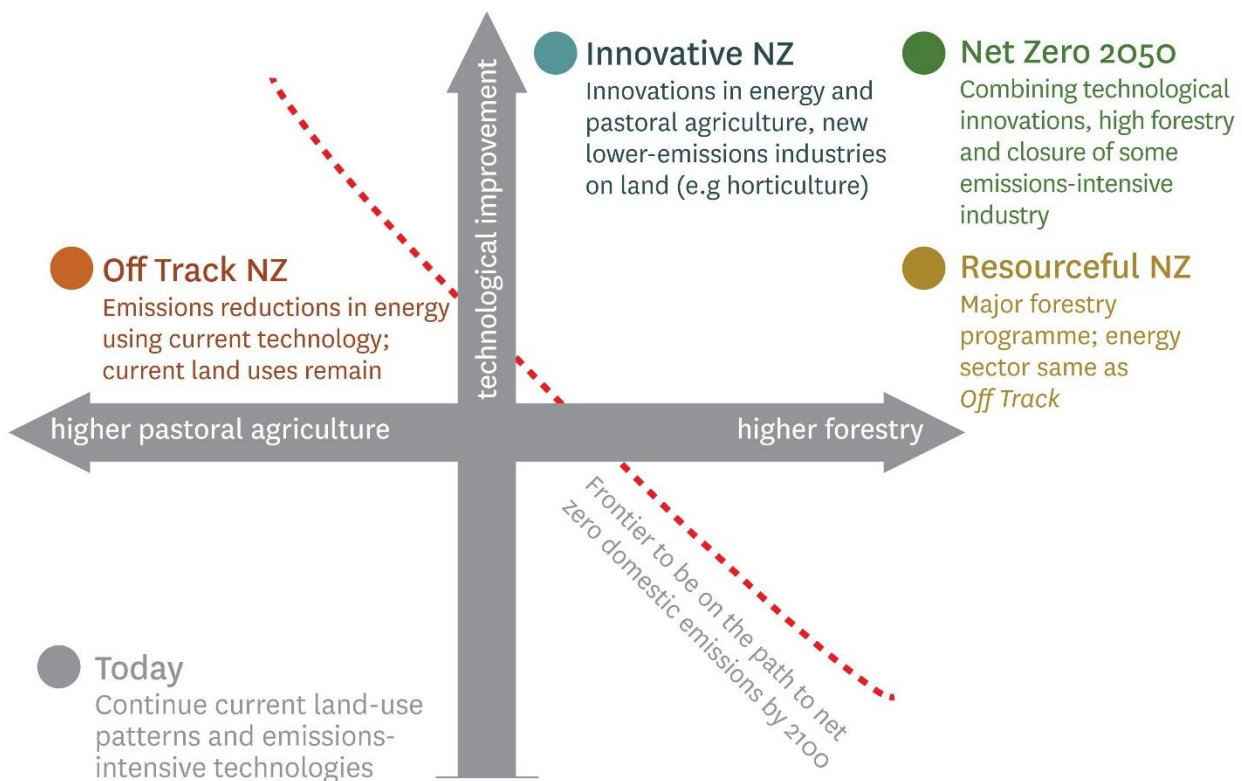 technological improvement
Innovative NZ
Innovations in energy and
pastoral agriculture, new
lower-emissions industries
on land (e.g horticulture)
Net Zero 2050
Combining technological
innovations, high forestry
and closure of some
emissions-intensive
industry
Off Track NZ
Emissions reductions in energy
using current technology;
current land uses remain
Resourceful NZ
Major forestry
programme; energy
sector same as
Off Track
higher pastoral agriculture
higher forestry
Frontier to be on the path to net
zero domestic emissions by 2100
Today
Continue current land-use
patterns and emissions-
intensive technologies